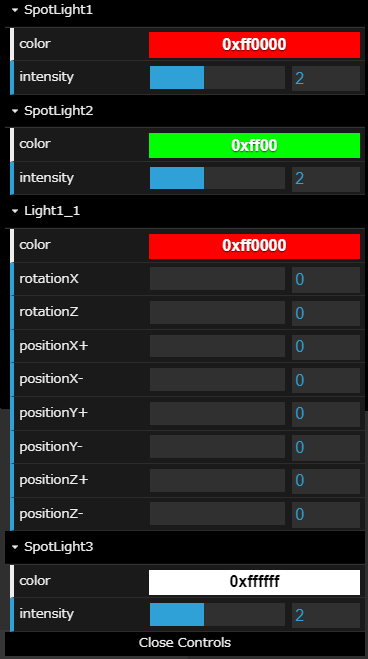 SpotLight1
color 0xff0000
intensity 2
SpotLight2
color 0xff00
intensity 2
Light1_1
color 0xff0000
rotationX 0
rotationZ 0
positionX+ 0
positionX- 0
positionY+ 0
positionY- 0
positionZ+ 0
positionZ- 0
SpotLight3
color 0xffffff
intensity 2
Close Controls